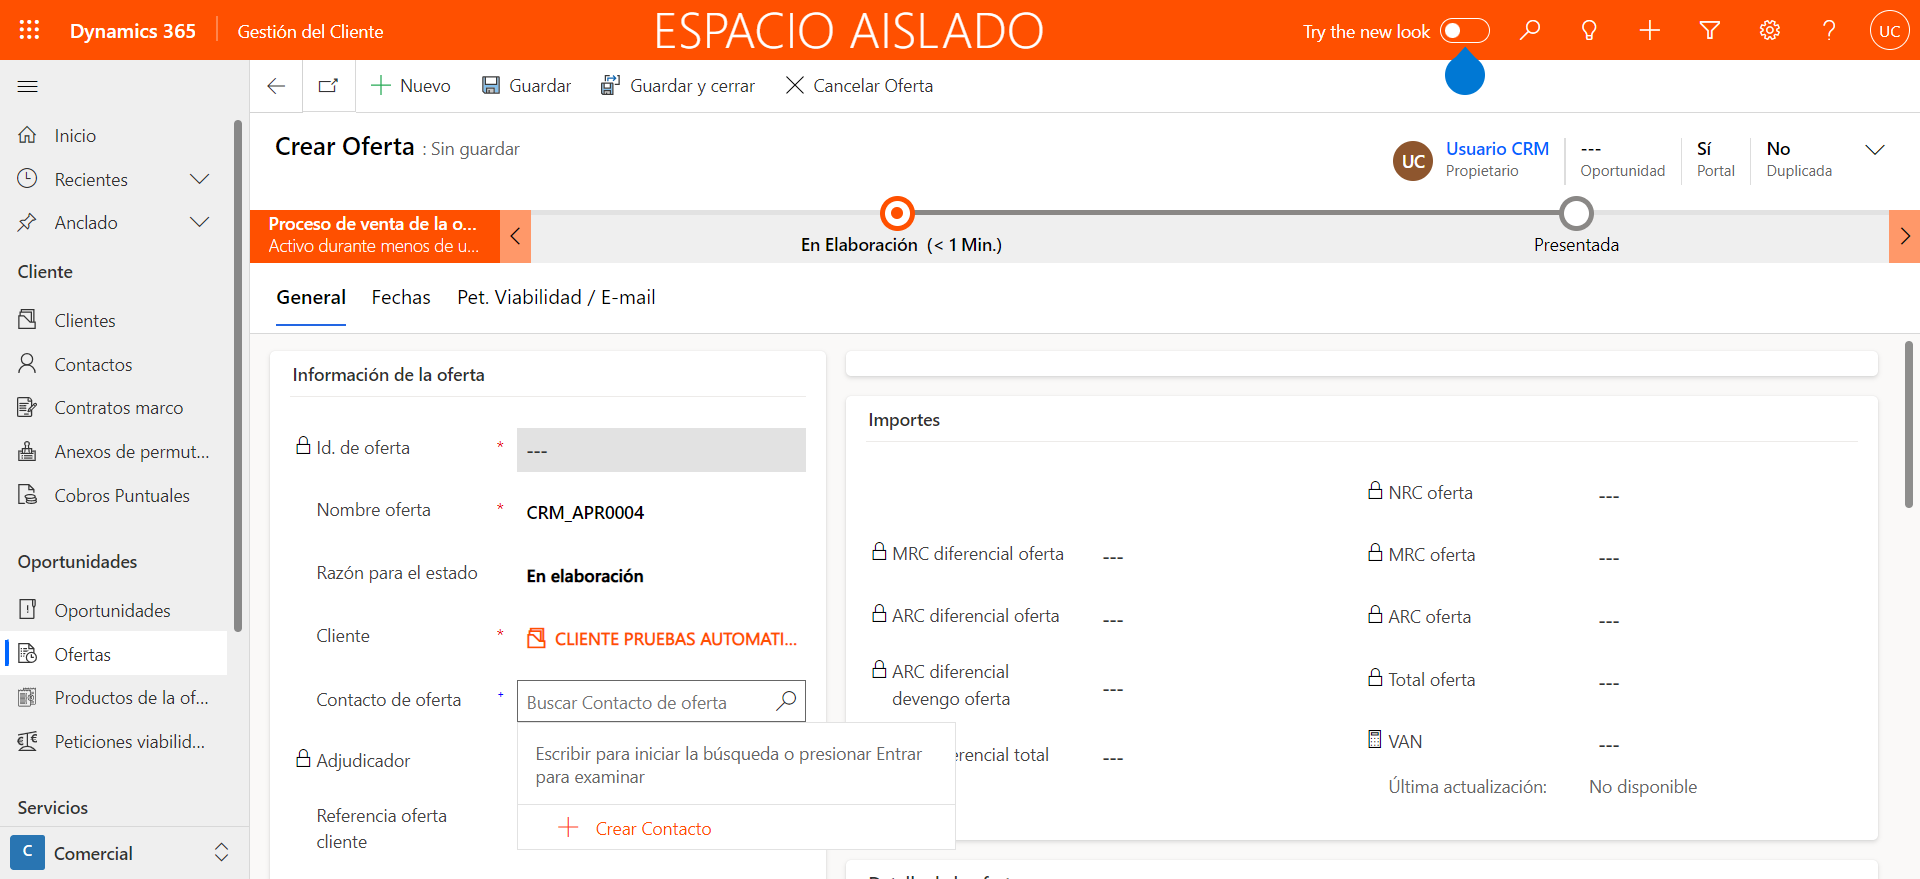 Dynamics 365
Gestión del Cliente
ESPACIO AISLADO
Try the new look
UC
Nuevo
Guardar
Guardar y cerrar
Cancelar Oferta
Inicio
Recientes
Anclado
Cliente
Clientes
Contactos
Contratos marco
Anexos de permut...
Cobros Puntuales
Oportunidades
Oportunidades
Ofertas
Productos de la of...
Peticiones viabilid...
Servicios
C
Comercial
Crear Oferta : Sin guardar
UC
Usuario CRM
Propietario
---
Oportunidad
Sí
Portal
No
Duplicada
Proceso de venta de la o...
Activo durante menos de u...
En Elaboración (< 1 Min.)
Presentada
General
Fechas
Pet. Viabilidad / E-mail
Información de la oferta
Id. de oferta * ---
Nombre oferta * CRM_APR0004
Razón para el estado En elaboración
Cliente * CLIENTE PRUEBAS AUTOMATI...
Contacto de oferta + Buscar Contacto de oferta
Escribir para iniciar la búsqueda o presionar Entrar
para examinar
Crear Contacto
Adjudicador
Referencia oferta
cliente
Importes
MRC diferencial oferta ---
ARC diferencial oferta ---
ARC diferencial
devengo oferta ---
erencial total ---
NRC oferta ---
MRC oferta ---
ARC oferta ---
Total oferta ---
VAN ---
Última actualización: No disponible